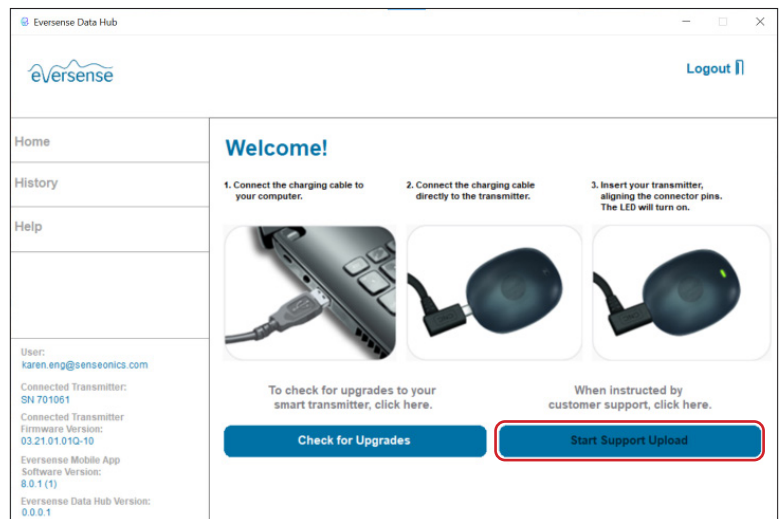 Eversense Data Hub
eversense
Logout
Home
History
Help
Welcome!
1. Connect the charging cable to
your computer.
2. Connect the charging cable
directly to the transmitter.
3. Insert your transmitter,
aligning the connector pins.
The LED will turn on.
To check for upgrades to your
smart transmitter, click here.
When instructed by
customer support, click here.
Check for Upgrades
Start Support Upload
User:
karen.eng@senseonics.com
Connected Transmitter:
SN 701061
Connected Transmitter
Firmware Version:
03.21.01.01Q-10
Eversense Mobile App
Software Version:
8.0.1 (1)
Eversense Data Hub Version:
0.0.0.1